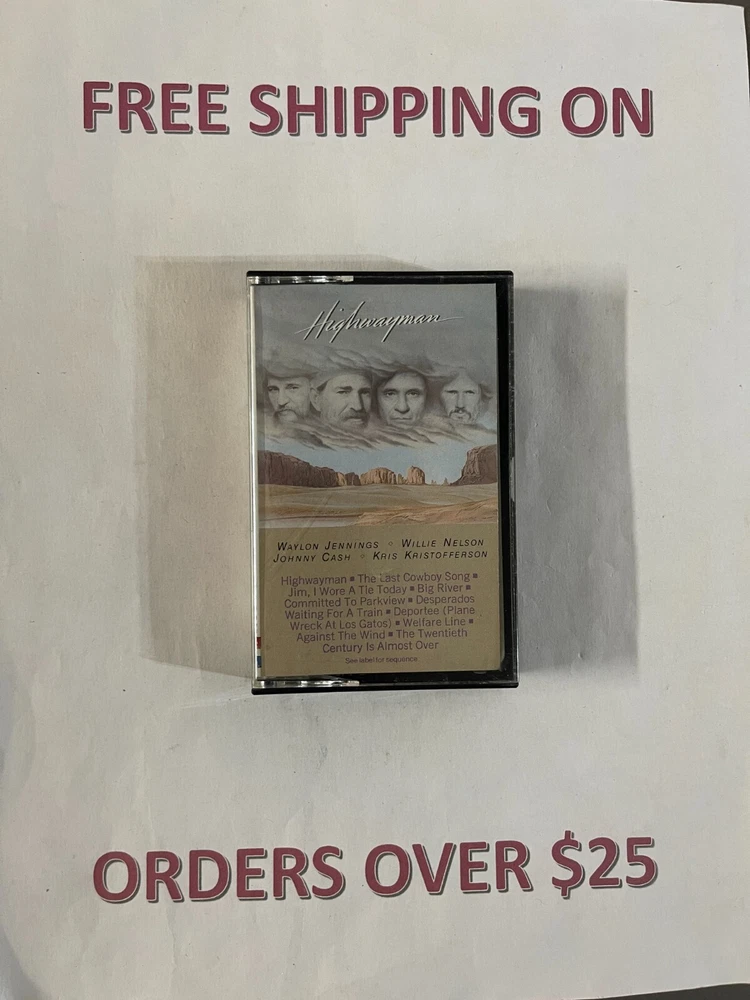 FREE SHIPPING ON
Highwayman
WAYLON JENNINGS ◇ WILLIE NELSON
JOHNNY CASH ◇ KRIS KRISTOFFERSON
Highwayman ■ The Last Cowboy Song ■
Jim, I Wore A Tie Today ■ Big River ■
Committed To Parkview ■ Desperados
Waiting For A Train ■ Deportee (Plane
Wreck At Los Gatos) ■ Welfare Line ■
Against The Wind ■ The Twentieth
Century Is Almost Over
See label for sequence
ORDERS OVER $25